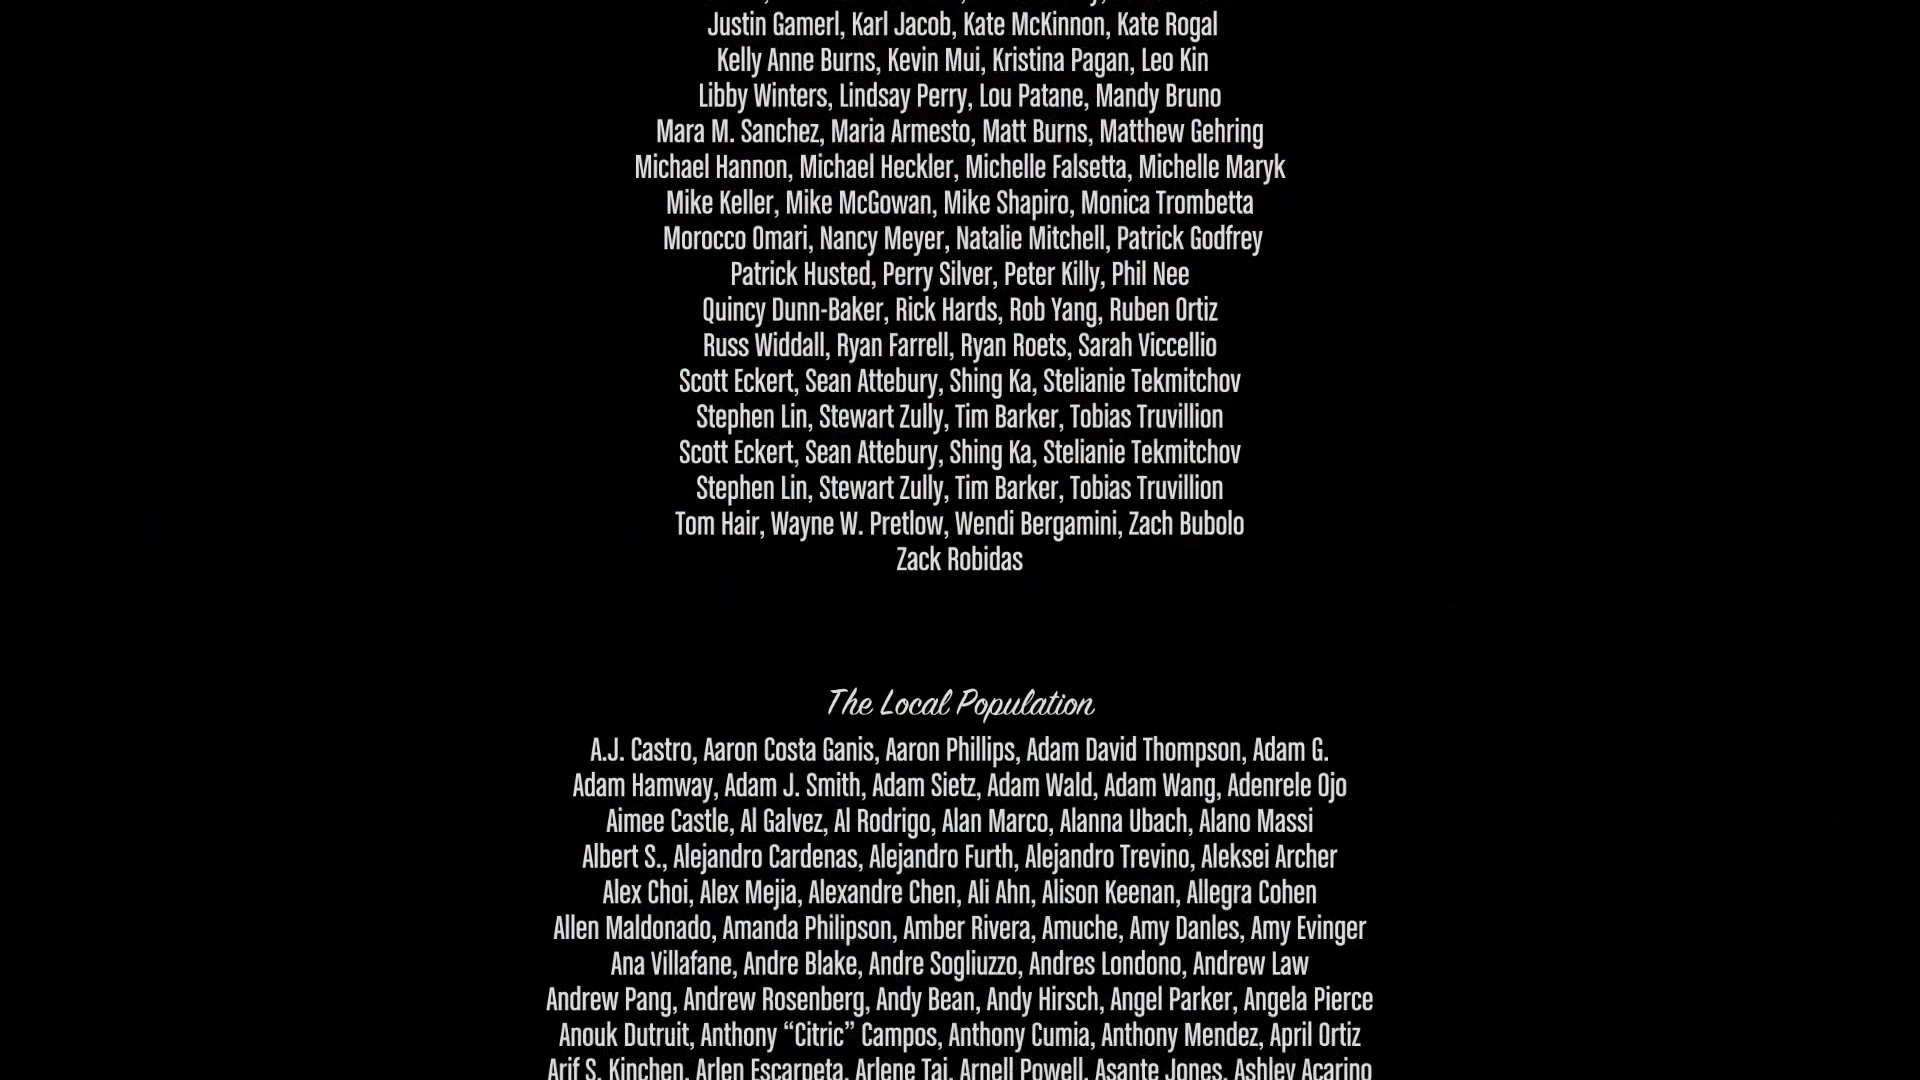 Justin Gamerl, Karl Jacob, Kate McKinnon, Kate Rogal
Kelly Anne Burns, Kevin Mui, Kristina Pagan, Leo Kin
Libby Winters, Lindsay Perry, Lou Patane, Mandy Bruno
Mara M. Sanchez, Maria Armesto, Matt Burns, Matthew Gehring
Michael Hannon, Michael Heckler, Michelle Falsetta, Michelle Maryk
Mike Keller, Mike McGowan, Mike Shapiro, Monica Trombetta
Morocco Omari, Nancy Meyer, Natalie Mitchell, Patrick Godfrey
Patrick Husted, Perry Silver, Peter Killy, Phil Nee
Quincy Dunn-Baker, Rick Hards, Rob Yang, Ruben Ortiz
Russ Widdall, Ryan Farrell, Ryan Roets, Sarah Viccellio
Scott Eckert, Sean Attebury, Shing Ka, Stelianie Tekmitchov
Stephen Lin, Stewart Zully, Tim Barker, Tobias Truvillion
Scott Eckert, Sean Attebury, Shing Ka, Stelianie Tekmitchov
Stephen Lin, Stewart Zully, Tim Barker, Tobias Truvillion
Tom Hair, Wayne W. Pretlow, Wendi Bergamini, Zach Bubolo
Zack Robidas
The Local Population
A.J. Castro, Aaron Costa Ganis, Aaron Phillips, Adam David Thompson, Adam G.
Adam Hamway, Adam J. Smith, Adam Sietz, Adam Wald, Adam Wang, Adenrele Ojo
Aimee Castle, Al Galvez, Al Rodrigo, Alan Marco, Alanna Ubach, Alano Massi
Albert S., Alejandro Cardenas, Alejandro Furth, Alejandro Trevino, Aleksei Archer
Alex Choi, Alex Mejia, Alexandre Chen, Ali Ahn, Alison Keenan, Allegra Cohen
Allen Maldonado, Amanda Philipson, Amber Rivera, Amuche, Amy Danles, Amy Evinger
Ana Villafane, Andre Blake, Andre Sogliuzzo, Andres Londono, Andrew Law
Andrew Pang, Andrew Rosenberg, Andy Bean, Andy Hirsch, Angel Parker, Angela Pierce
Anouk Dutruit, Anthony “Citric” Campos, Anthony Cumia, Anthony Mendez, April Ortiz
Arif S. Kinchen, Arlen Escarpeta, Arlene Tai, Arnell Powell, Asante Jones, Ashley Acarino